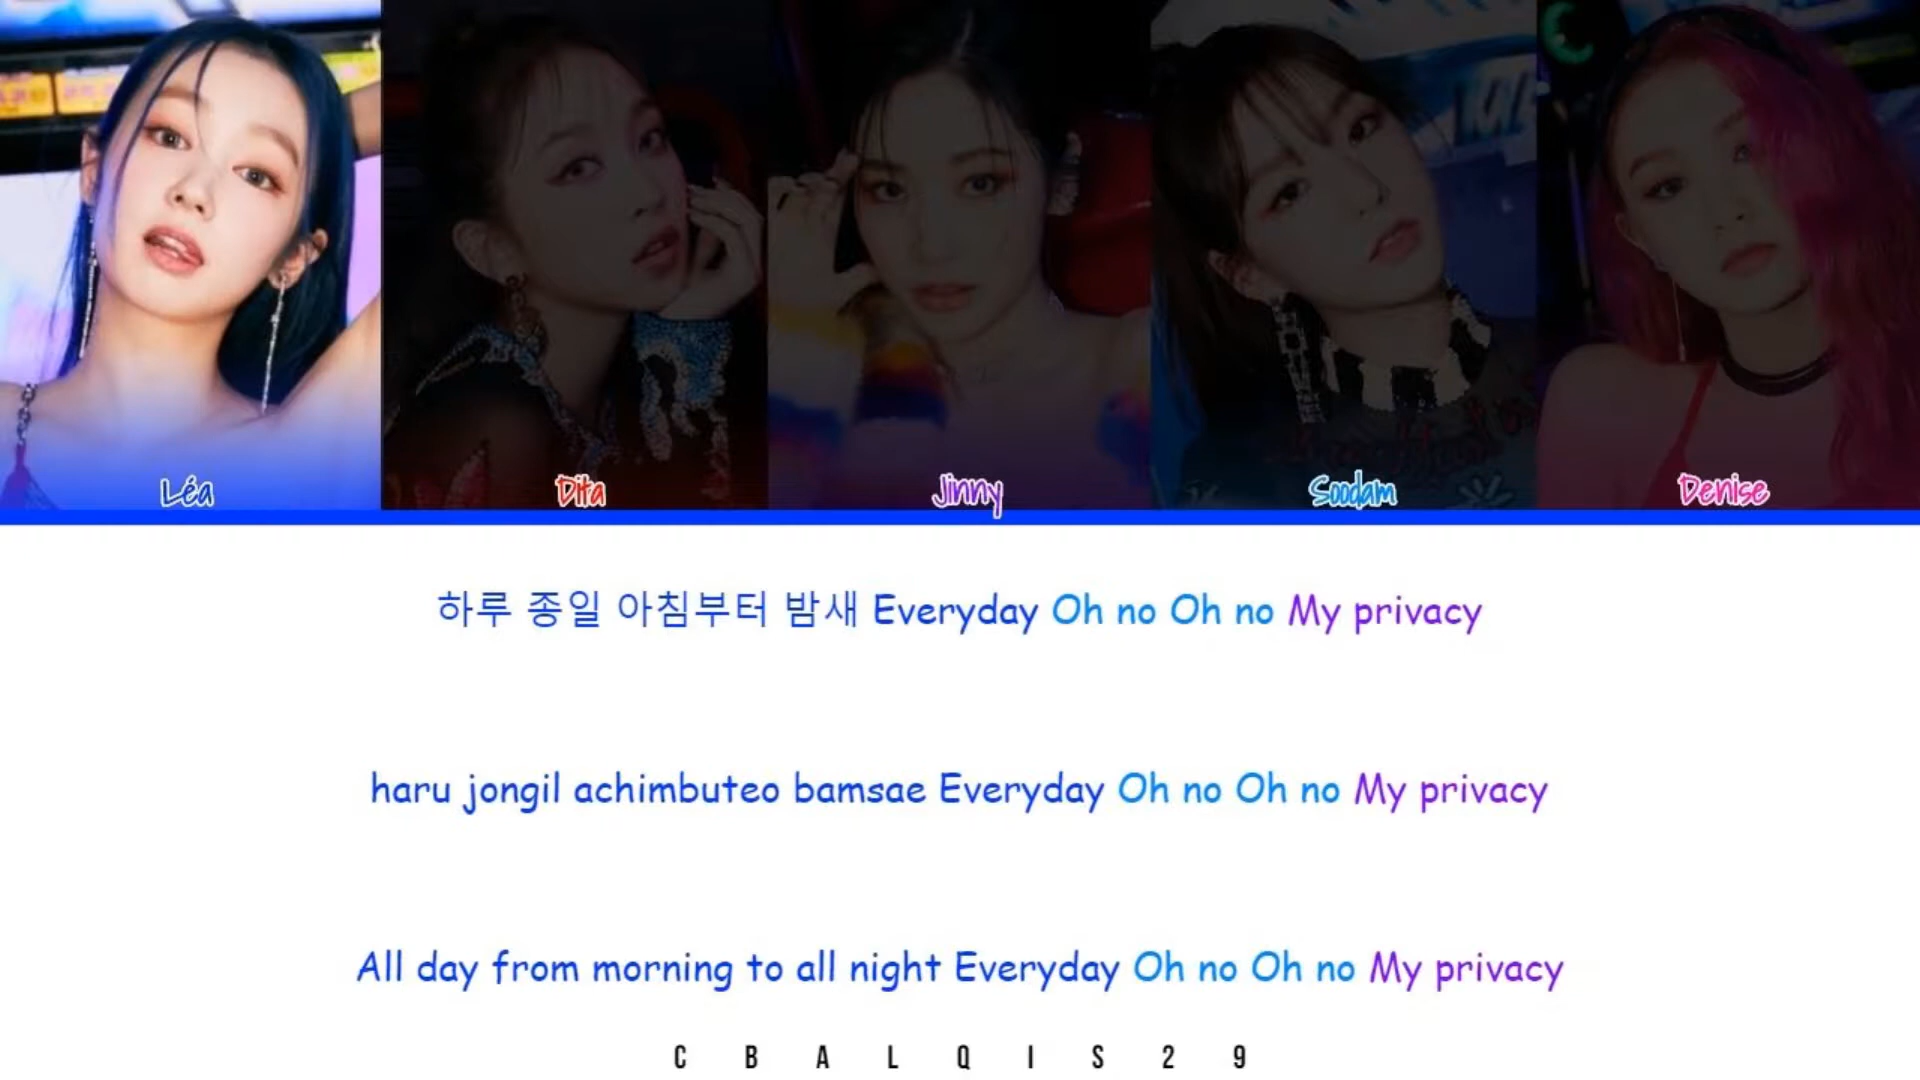 Léa Dita Jinny Soodam Denise
하루 종일 아침부터 밤새 Everyday Oh no Oh no My privacy
haru jongil achimbuteo bamsae Everyday Oh no Oh no My privacy
All day from morning to all night Everyday Oh no Oh no My privacy
CBALQIS29